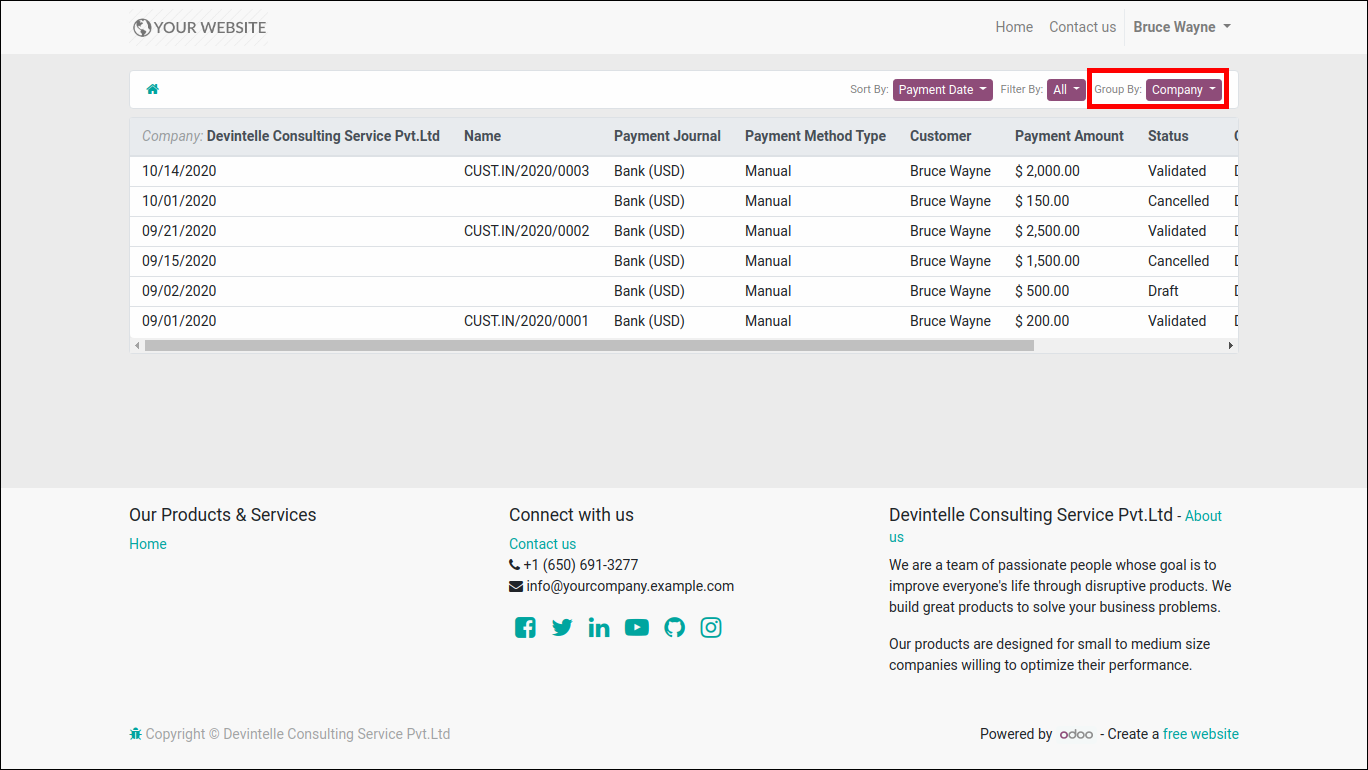 YOUR WEBSITE Home Contact us Bruce Wayne
Sort By: Payment Date Filter By: All Group By: Company
Company: Devintelle Consulting Service Pvt.Ltd Name Payment Journal Payment Method Type Customer Payment Amount Status
10/14/2020 CUST.IN/2020/0003 Bank (USD) Manual Bruce Wayne $ 2,000.00 Validated
10/01/2020 Bank (USD) Manual Bruce Wayne $ 150.00 Cancelled
09/21/2020 CUST.IN/2020/0002 Bank (USD) Manual Bruce Wayne $ 2,500.00 Validated
09/15/2020 Bank (USD) Manual Bruce Wayne $ 1,500.00 Cancelled
09/02/2020 Bank (USD) Manual Bruce Wayne $ 500.00 Draft
09/01/2020 CUST.IN/2020/0001 Bank (USD) Manual Bruce Wayne $ 200.00 Validated
Our Products & Services
Home
Connect with us
Contact us
+1 (650) 691-3277
info@yourcompany.example.com
Devintelle Consulting Service Pvt.Ltd - About
us
We are a team of passionate people whose goal is to
improve everyone's life through disruptive products. We
build great products to solve your business problems.
Our products are designed for small to medium size
companies willing to optimize their performance.
Copyright © Devintelle Consulting Service Pvt.Ltd
Powered by odoo - Create a free website